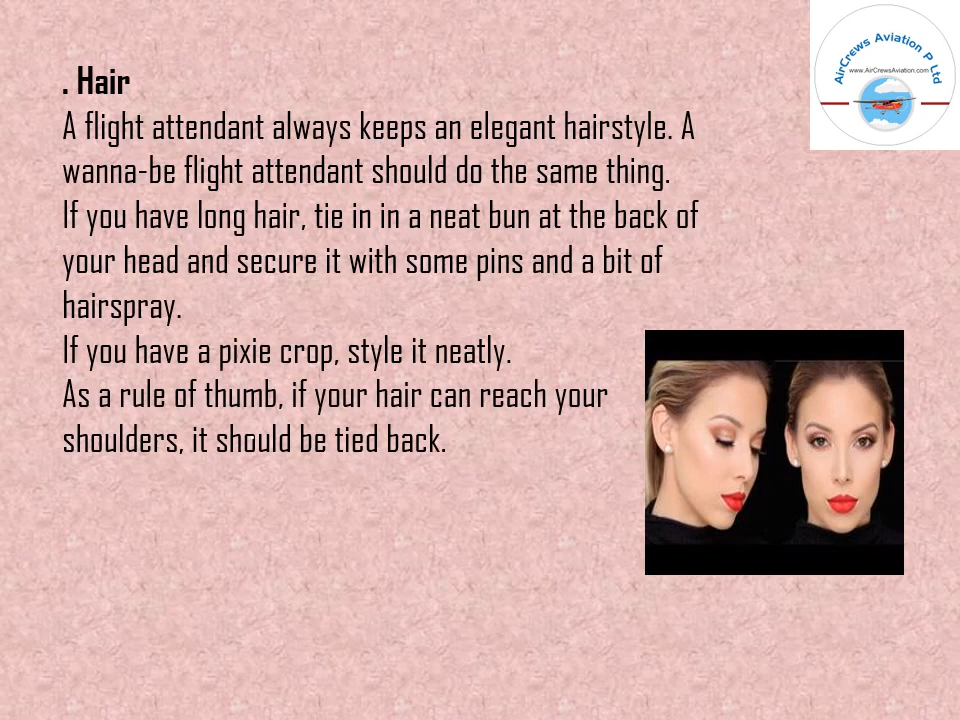 AirCrews Aviation P Ltd
www.AirCrewsAviation.com
. Hair
A flight attendant always keeps an elegant hairstyle. A
wanna-be flight attendant should do the same thing.
If you have long hair, tie in in a neat bun at the back of
your head and secure it with some pins and a bit of
hairspray.
If you have a pixie crop, style it neatly.
As a rule of thumb, if your hair can reach your
shoulders, it should be tied back.